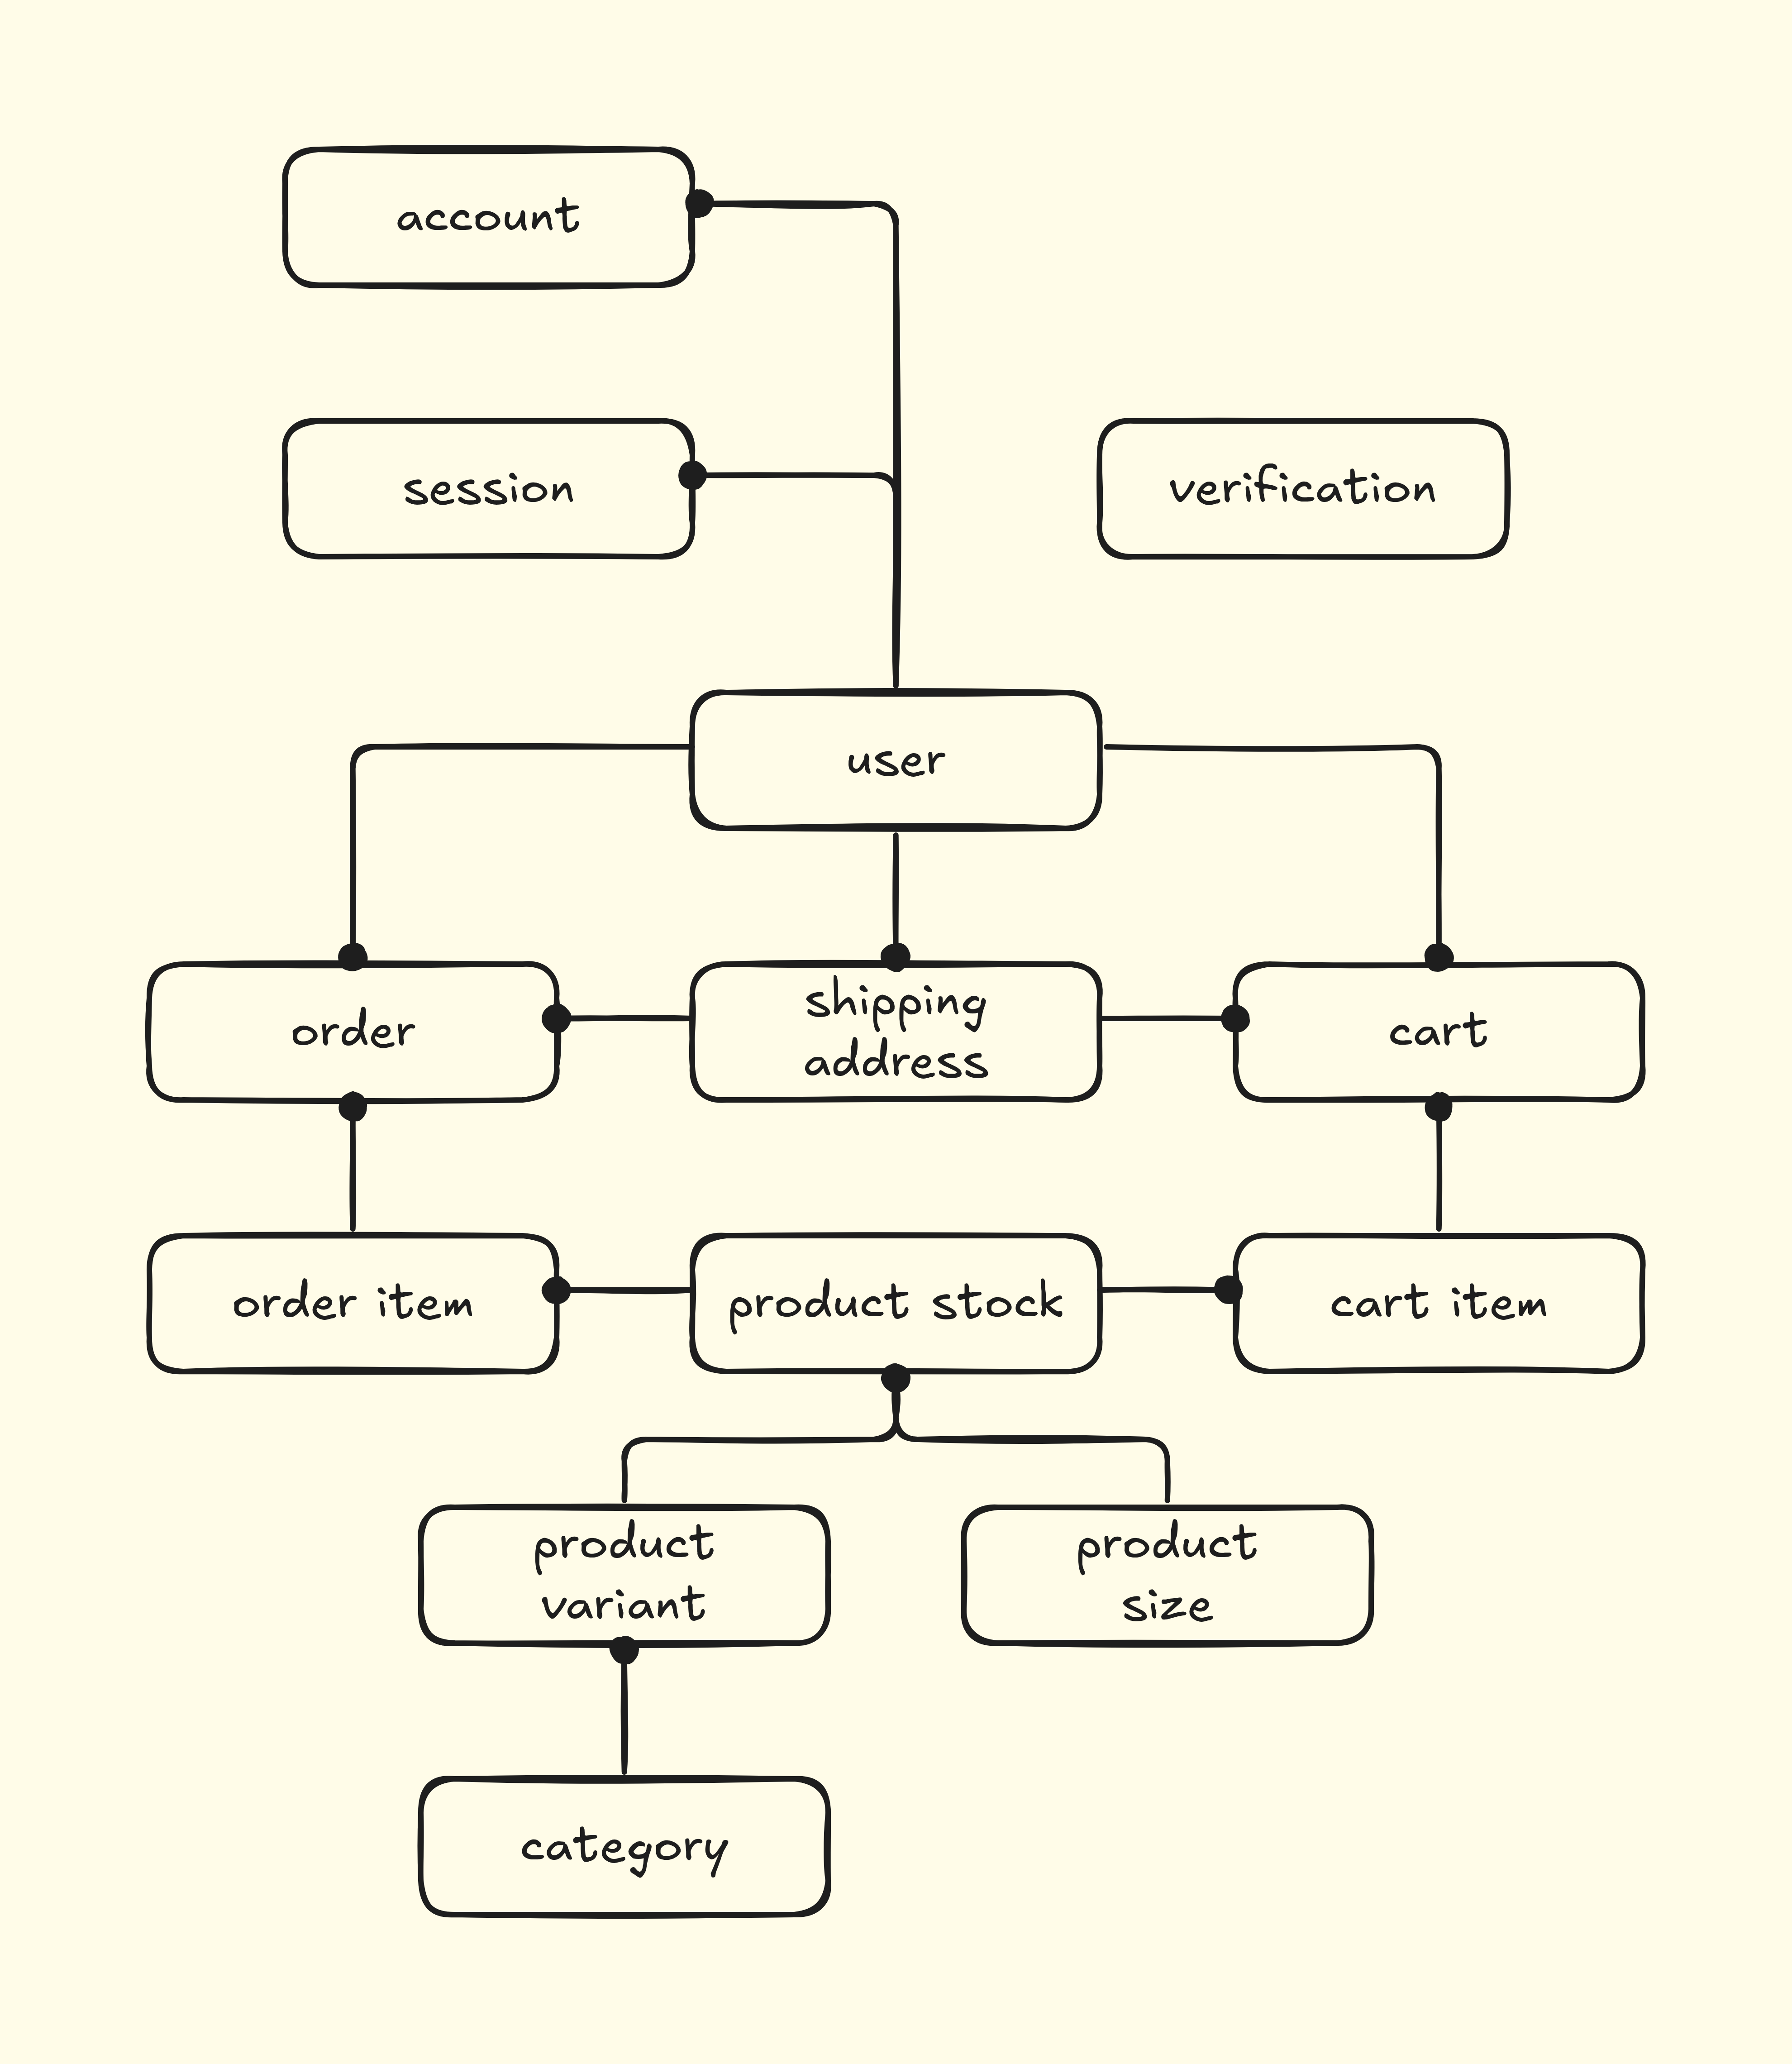 account
session
verification
user
order
shipping
address
cart
order item
product stock
cart item
product
variant
product
size
category